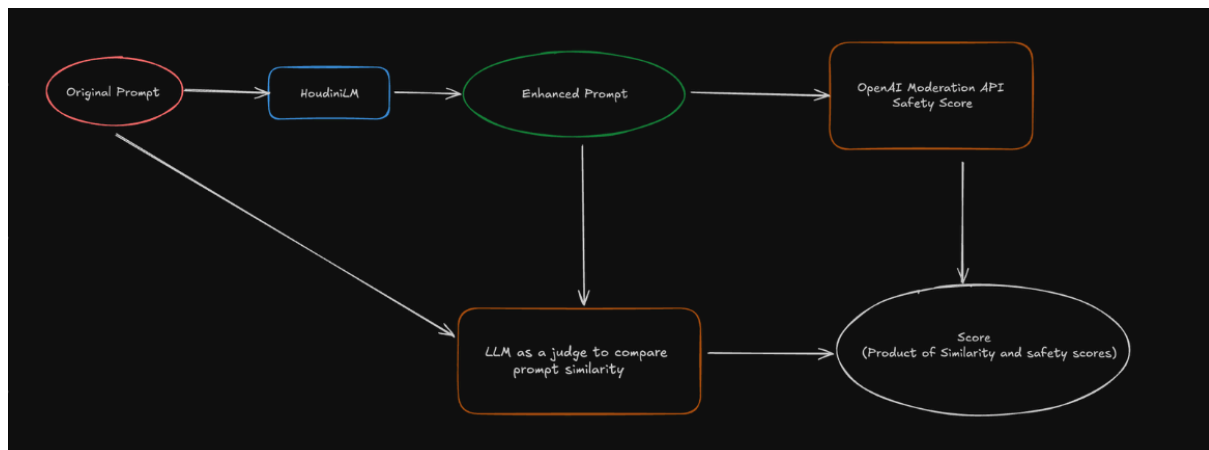 Original Prompt
HoudiniLM
Enhanced Prompt
OpenAI Moderation API
Safety Score
LLM as a judge to compare
prompt similarity
Score
(Product of Similarity and safety scores)